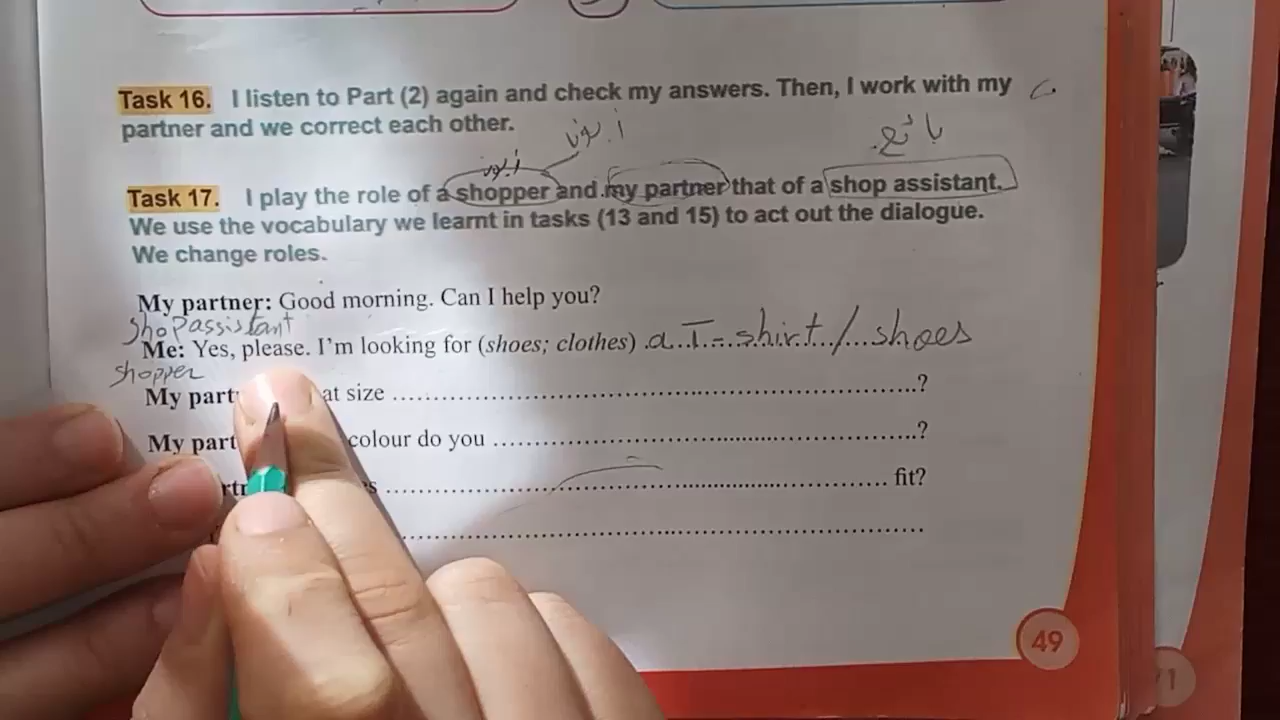 Task 16. I listen to Part (2) again and check my answers. Then, I work with my
partner and we correct each other.
بائع
Task 17. I play the role of a shopper and my partner that of a shop assistant.
We use the vocabulary we learnt in tasks (13 and 15) to act out the dialogue.
We change roles.
My partner: Good morning. Can I help you?
shop assistant
Me: Yes, please. I'm looking for (shoes; clothes) a T-shirt / shoes
shopper
My size ....................?
My colour do you ....................?
.................... fit?
....................
49